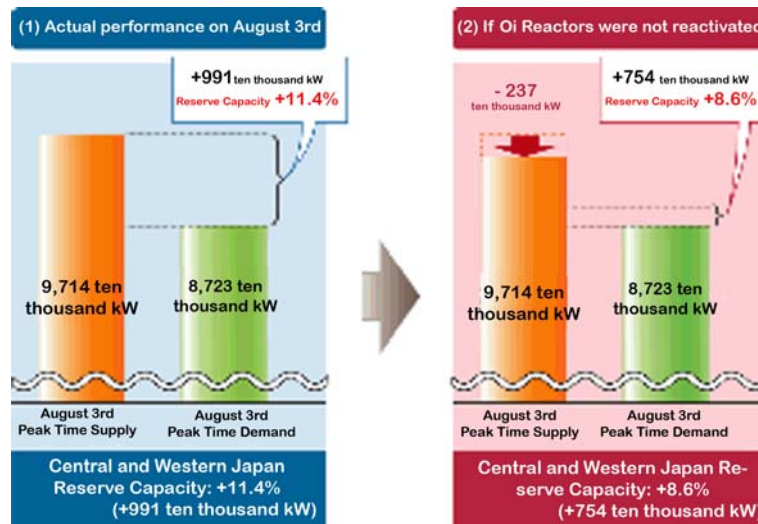 (1) Actual performance on August 3rd
+991 ten thousand kW
Reserve Capacity +11.4%
9,714 ten
thousand kW
8,723 ten
thousand kW
August 3rd
Peak Time Supply
August 3rd
Peak Time Demand
Central and Western Japan
Reserve Capacity: +11.4%
(+991 ten thousand kW)
(2) If Oi Reactors were not reactivated
- 237
ten thousand kW
+754 ten thousand kW
Reserve Capacity +8.6%
9,714 ten
thousand kW
8,723 ten
thousand kW
August 3rd
Peak Time Supply
August 3rd
Peak Time Demand
Central and Western Japan Re-
serve Capacity: +8.6%
(+754 ten thousand kW